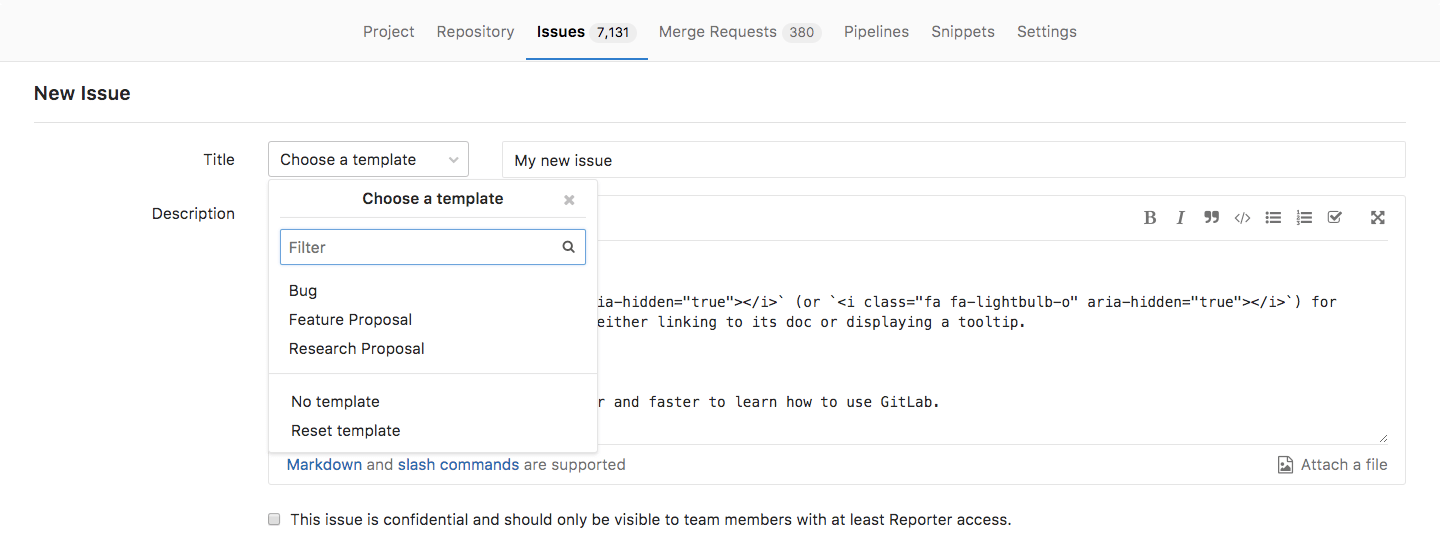 Project Repository Issues 7,131 Merge Requests 380 Pipelines Snippets Settings
New Issue
Title Choose a template My new issue
Choose a template
Description
Filter
Bug
Feature Proposal
Research Proposal
No template
Reset template
ia-hidden="true"></i>` (or `<i class="fa fa-lightbulb-o" aria-hidden="true"></i>`) for
either linking to its doc or displaying a tooltip.
r and faster to learn how to use GitLab.
Markdown and slash commands are supported Attach a file
This issue is confidential and should only be visible to team members with at least Reporter access.